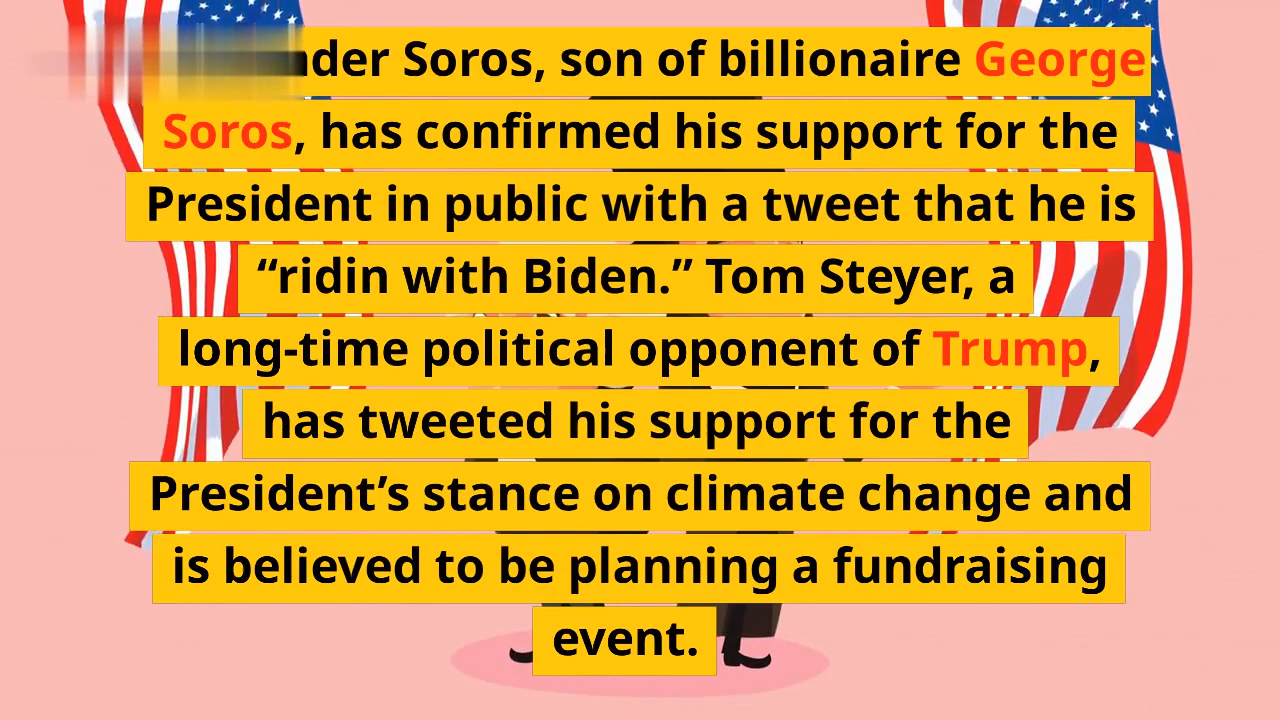 Soros, son of billionaire George
Soros, has confirmed his support for the
President in public with a tweet that he is
“ridin with Biden.” Tom Steyer, a
long-time political opponent of Trump,
has tweeted his support for the
President’s stance on climate change and
is believed to be planning a fundraising
event.